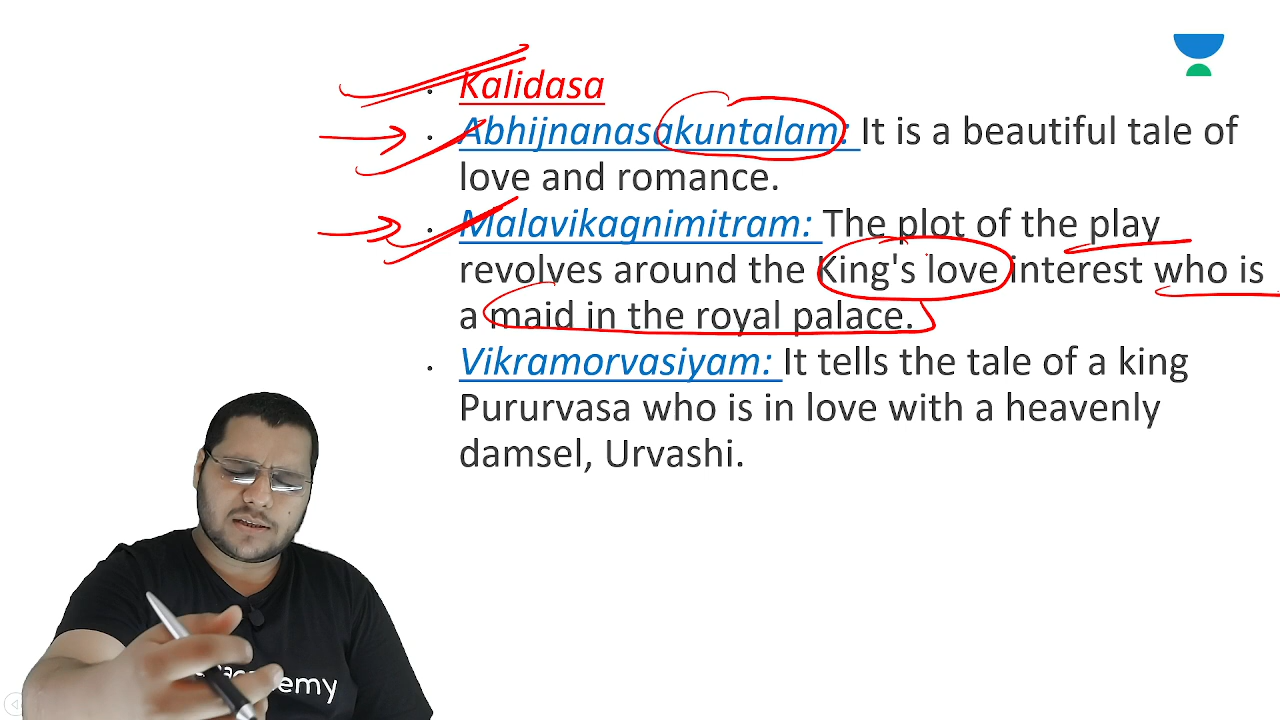 Kalidasa
Abhijnanasakuntalam: It is a beautiful tale of
love and romance.
Malavikagnimitram: The plot of the play
revolves around the King's love interest who is
a maid in the royal palace.
Vikramorvasiyam: It tells the tale of a king
Pururvasa who is in love with a heavenly
damsel, Urvashi.